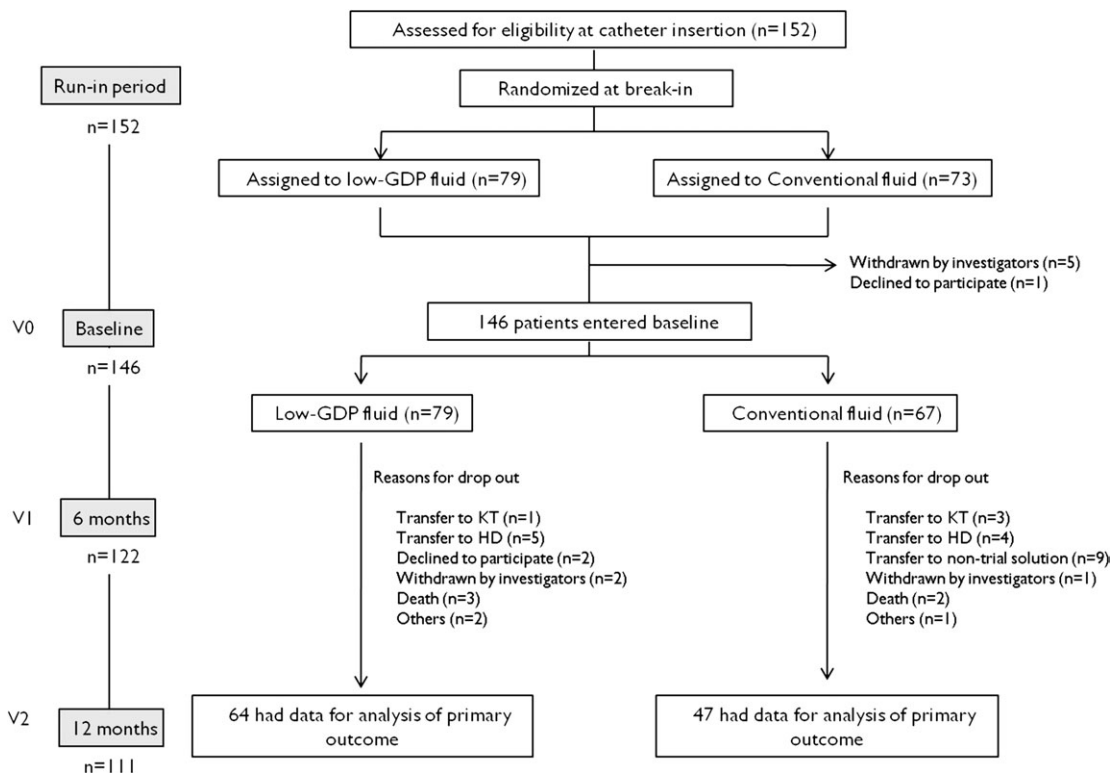 Assessed for eligibility at catheter insertion (n=152)
Run-in period
n=152
Randomized at break-in
Assigned to low-GDP fluid (n=79)
Assigned to Conventional fluid (n=73)
Withdrawn by investigators (n=5)
Declined to participate (n=1)
V0
Baseline
n=146
146 patients entered baseline
Low-GDP fluid (n=79)
Conventional fluid (n=67)
Reasons for drop out
Transfer to KT (n=1)
Transfer to HD (n=5)
Declined to participate (n=2)
Withdrawn by investigators (n=2)
Death (n=3)
Others (n=2)
Reasons for drop out
Transfer to KT (n=3)
Transfer to HD (n=4)
Transfer to non-trial solution (n=9)
Withdrawn by investigators (n=1)
Death (n=2)
Others (n=1)
V1
6 months
n=122
V2
12 months
n=111
64 had data for analysis of primary
outcome
47 had data for analysis of primary
outcome